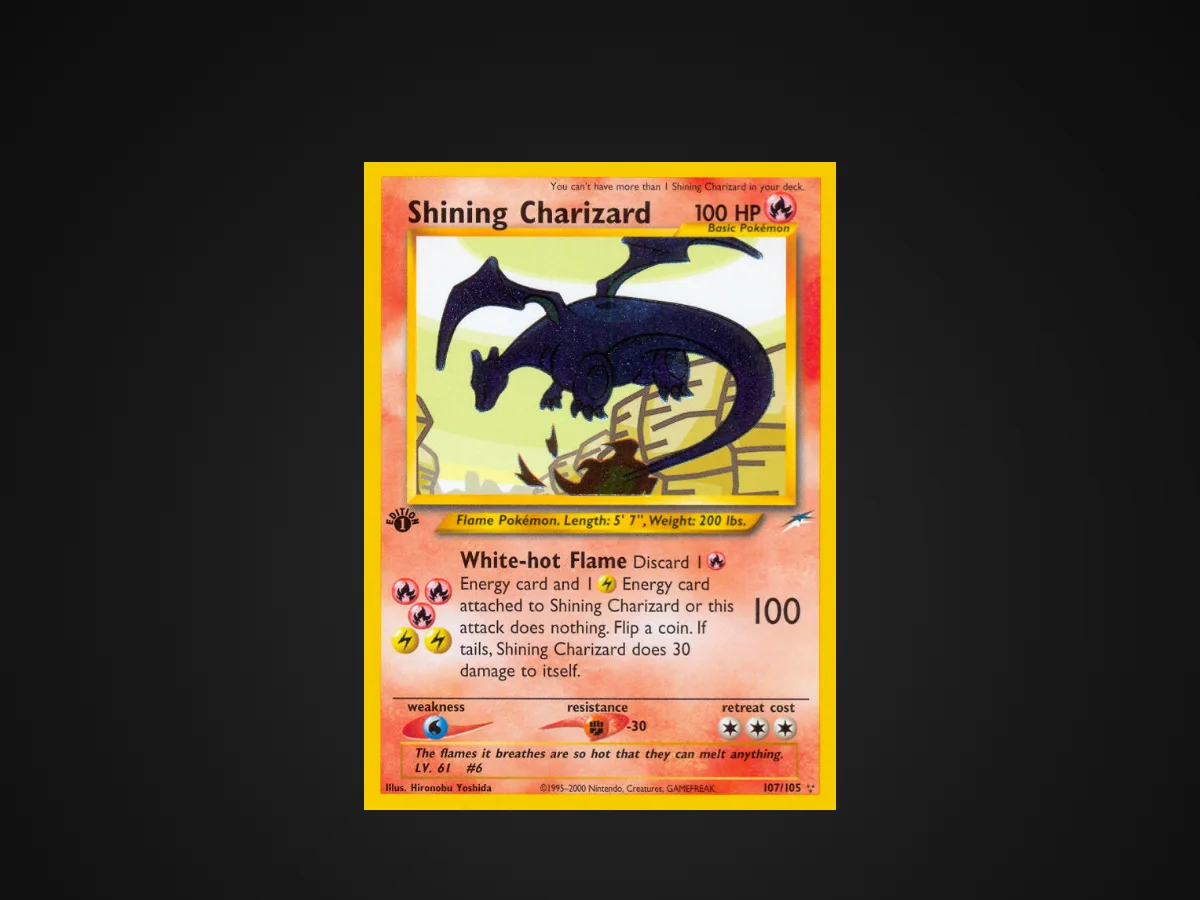 You can't have more than 1 Shining Charizard in your deck.
Shining Charizard 100 HP
Basic Pokémon
EDITION
1
Flame Pokémon. Length: 5' 7", Weight: 200 lbs.
White-hot Flame Discard 1
Energy card and 1 Energy card
attached to Shining Charizard or this
attack does nothing. Flip a coin. If
tails, Shining Charizard does 30
damage to itself.
100
weakness resistance retreat cost
-30
The flames it breathes are so hot that they can melt anything.
LV. 61 #6
Illus. Hironobu Yoshida ©1995-2000 Nintendo, Creatures, GAMEFREAK. 107/105